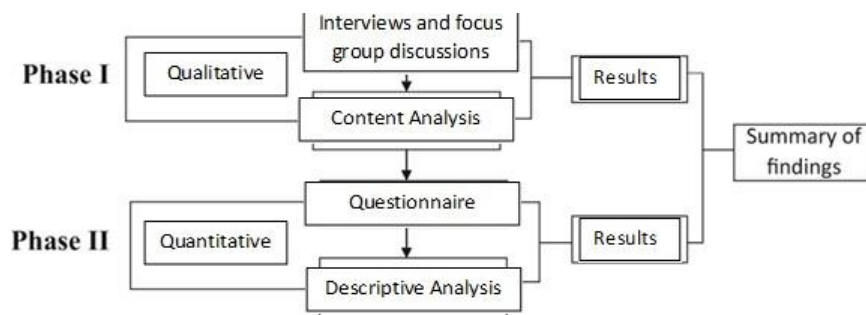 Interviews and focus
group discussions
Phase I
Qualitative
Results
Content Analysis
Summary of
findings
Questionnaire
Phase II
Quantitative
Results
Descriptive Analysis